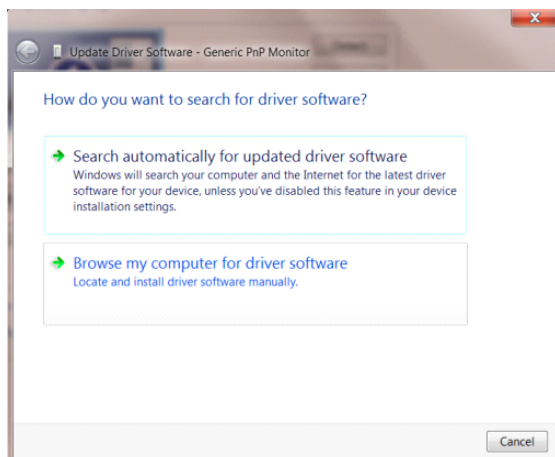 Update Driver Software - Generic PnP Monitor
How do you want to search for driver software?
Search automatically for updated driver software
Windows will search your computer and the Internet for the latest driver
software for your device, unless you've disabled this feature in your device
installation settings.
Browse my computer for driver software
Locate and install driver software manually.
Cancel